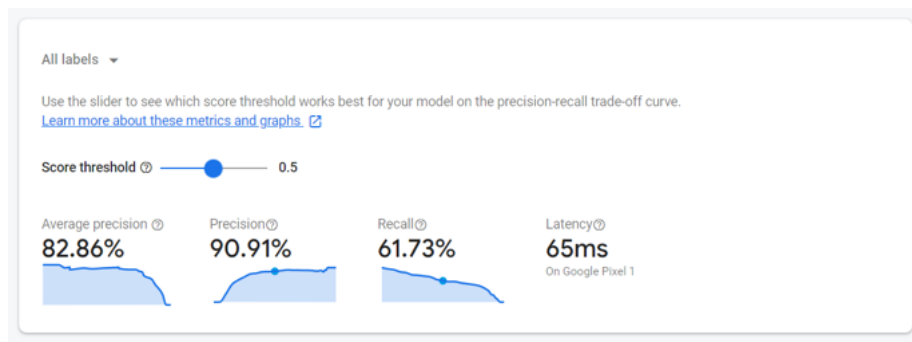 All labels
Use the slider to see which score threshold works best for your model on the precision-recall trade-off curve.
Learn more about these metrics and graphs
Score threshold 0.5
Average precision Precision Recall Latency
82.86% 90.91% 61.73% 65ms
On Google Pixel 1